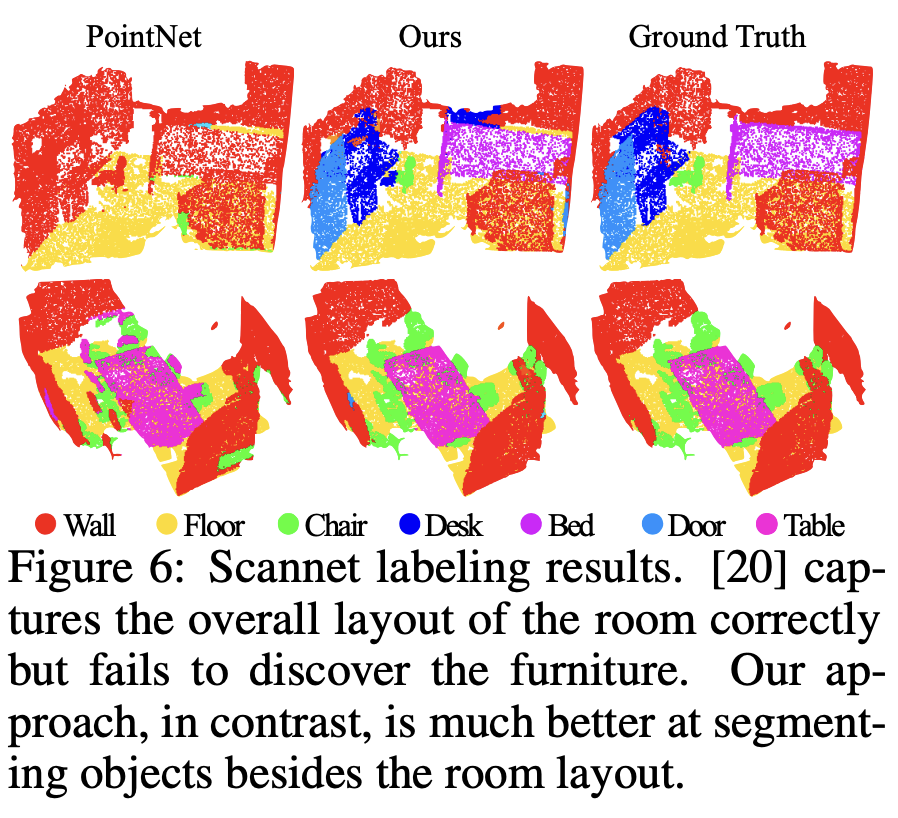 PointNet Ours Ground Truth
Wall Floor Chair Desk Bed Door Table
Figure 6: Scannet labeling results. [20] cap-
tures the overall layout of the room correctly
but fails to discover the furniture. Our ap-
proach, in contrast, is much better at segment-
ing objects besides the room layout.